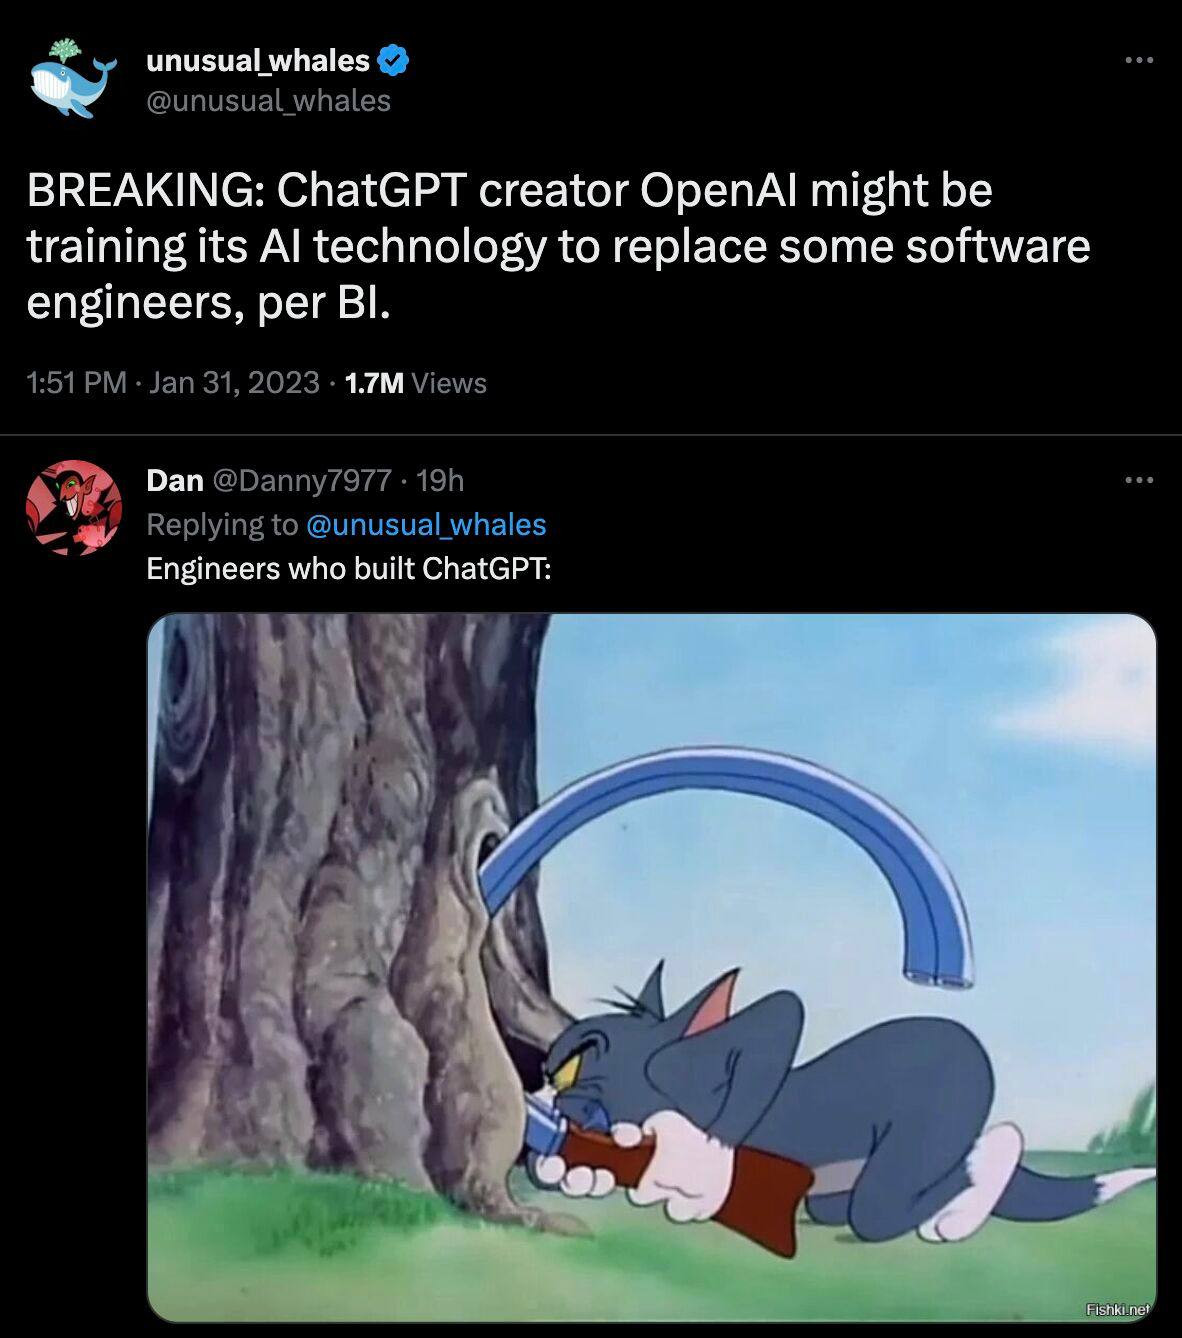 unusual_whales
@unusual_whales
BREAKING: ChatGPT creator OpenAI might be
training its AI technology to replace some software
engineers, per BI.
1:51 PM · Jan 31, 2023 · 1.7M Views
Dan @Danny7977 · 19h
Replying to @unusual_whales
Engineers who built ChatGPT:
Fishki.net